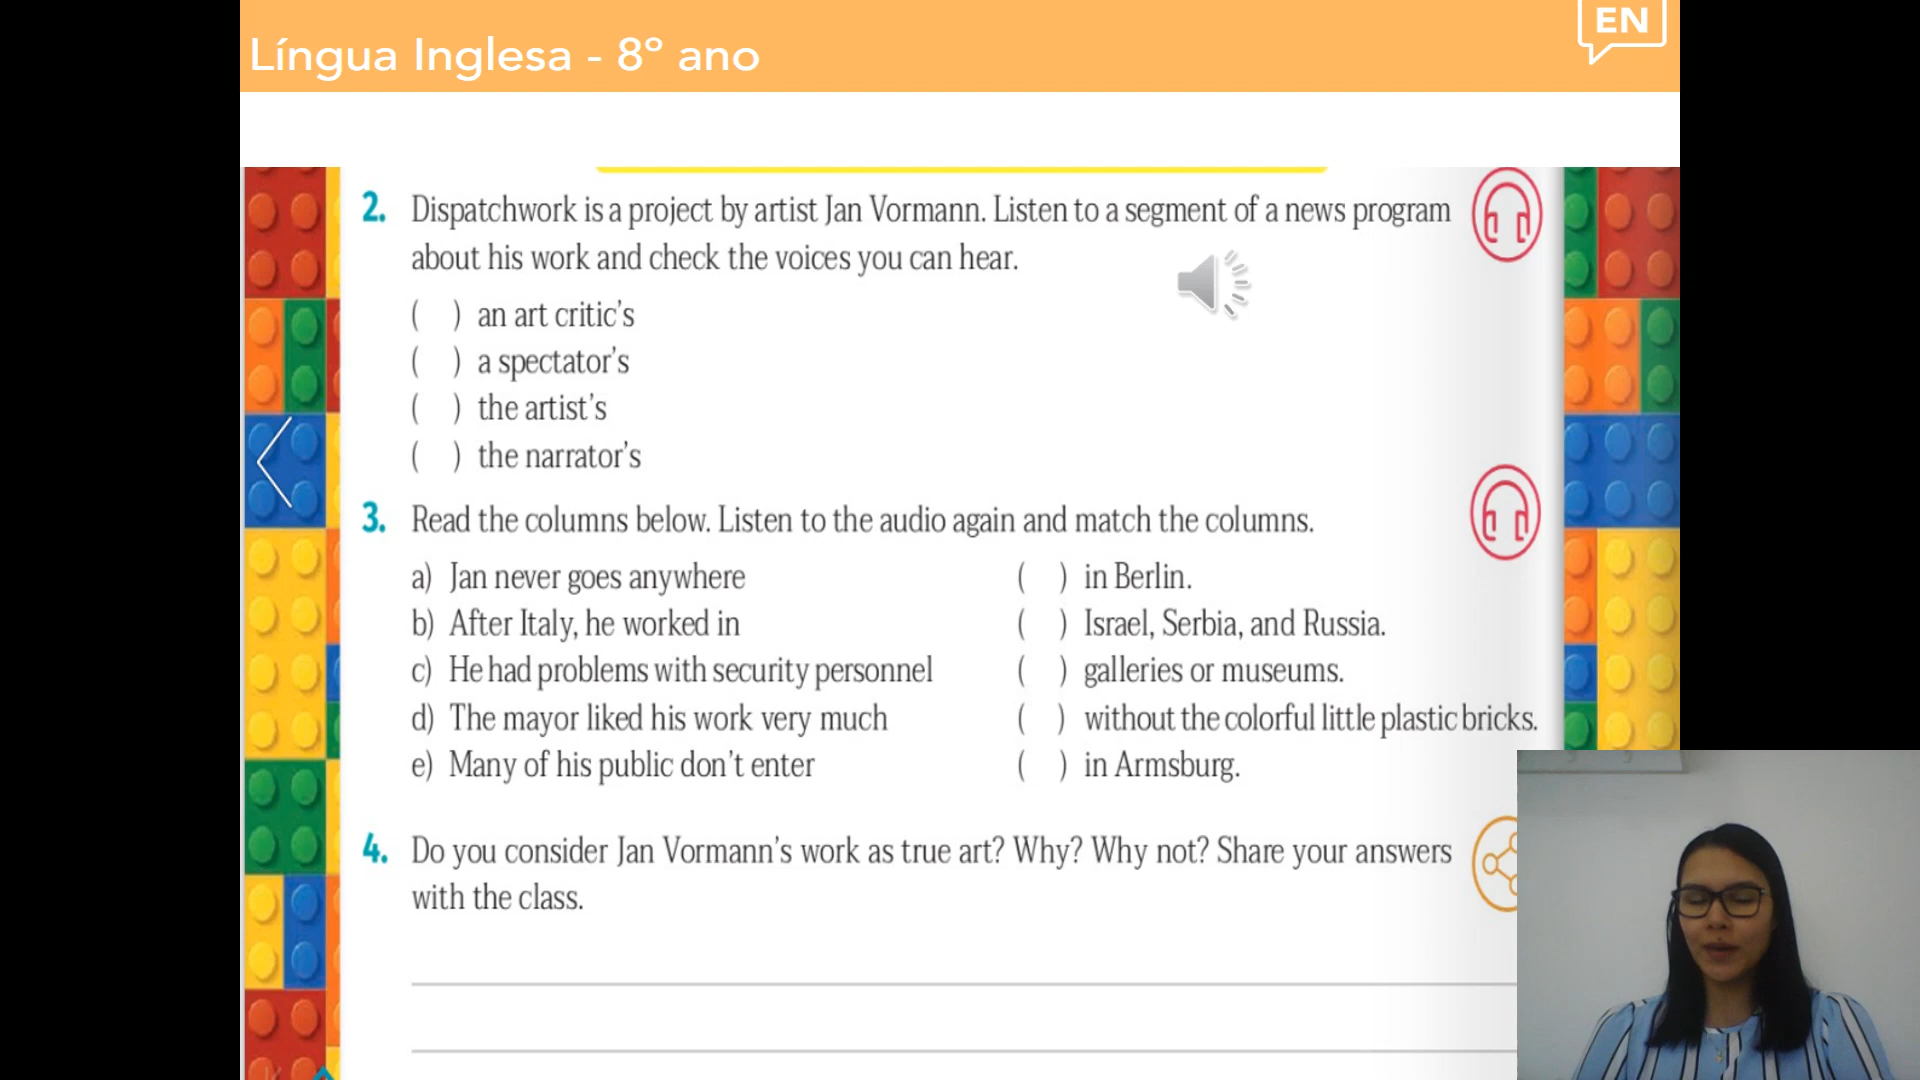 EN
Língua Inglesa - 8º ano
2. Dispatchwork is a project by artist Jan Vormann. Listen to a segment of a news program
about his work and check the voices you can hear.
( ) an art critic's
( ) a spectator's
( ) the artist's
( ) the narrator's
3. Read the columns below. Listen to the audio again and match the columns.
a) Jan never goes anywhere ( ) in Berlin.
b) After Italy, he worked in ( ) Israel, Serbia, and Russia.
c) He had problems with security personnel ( ) galleries or museums.
d) The mayor liked his work very much ( ) without the colorful little plastic bricks.
e) Many of his public don't enter ( ) in Armsburg.
4. Do you consider Jan Vormann's work as true art? Why? Why not? Share your answers
with the class.